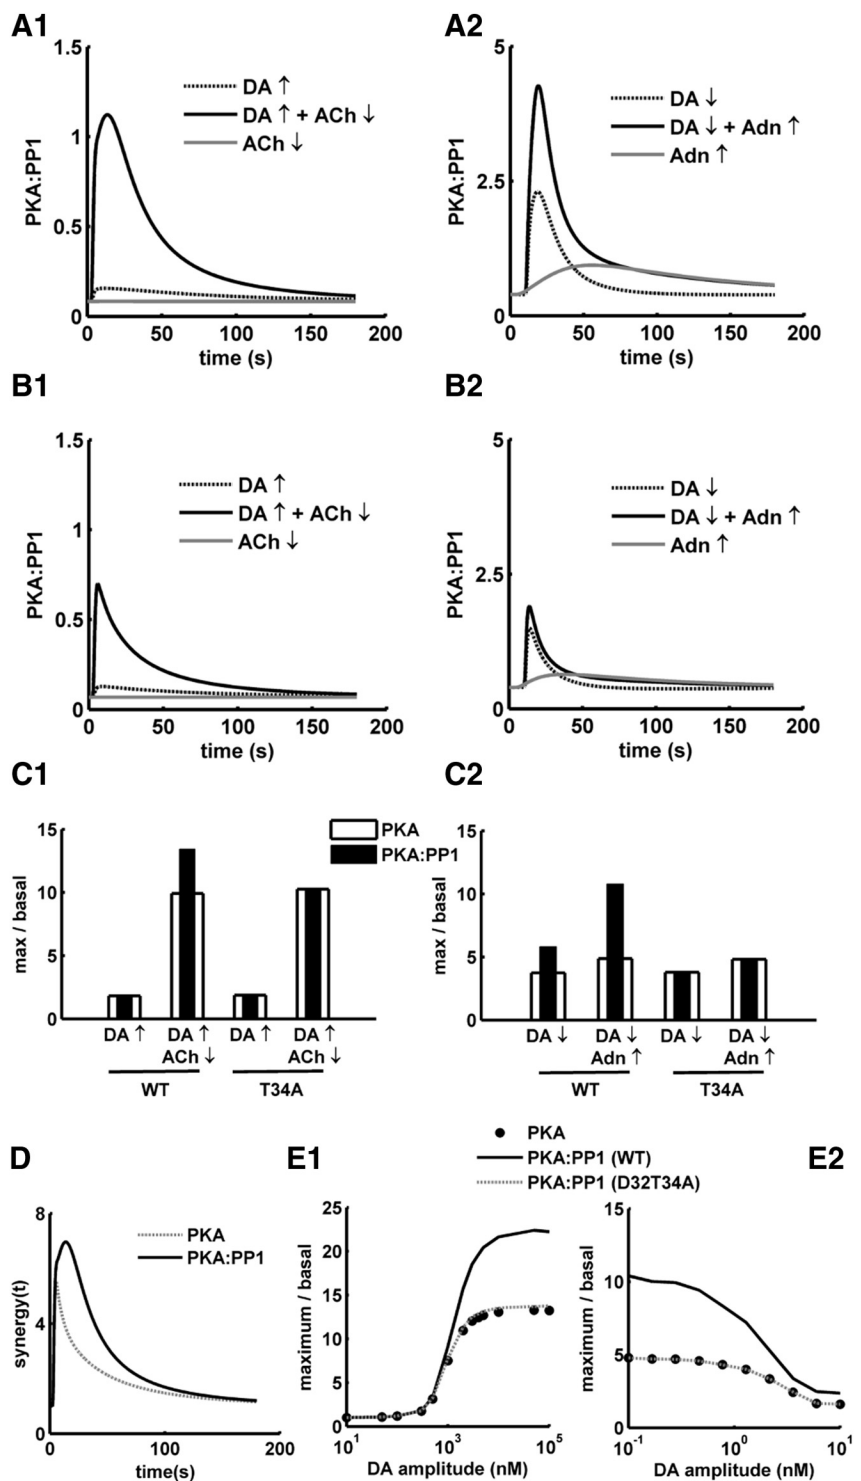 A1
A2
1.5
1
0.5
0
PKA:PP1
DA ↑
DA ↑ + ACh ↓
ACh ↓
0
50
100
150
200
time (s)
5
2.5
0
PKA:PP1
DA ↓
DA ↓ + Adn ↑
Adn ↑
0
50
100
150
200
time (s)
B1
B2
1.5
1
0.5
0
PKA:PP1
DA ↑
DA ↑ + ACh ↓
ACh ↓
0
50
100
150
200
time (s)
5
2.5
0
PKA:PP1
DA ↓
DA ↓ + Adn ↑
Adn ↑
0
50
100
150
200
time (s)
C1
C2
15
10
5
0
max / basal
PKA
PKA:PP1
DA ↑
DA ↑
ACh ↓
DA ↑
DA ↑
ACh ↓
WT
T34A
15
10
5
0
max / basal
DA ↓
DA ↓
Adn ↑
DA ↓
DA ↓
Adn ↑
WT
T34A
D
E1
E2
PKA
PKA:PP1 (WT)
PKA:PP1 (D32T34A)
8
4
0
synergy(t)
PKA
PKA:PP1
0
100
200
time(s)
25
20
15
10
5
0
maximum / basal
10¹
10³
10⁵
DA amplitude (nM)
15
10
5
0
maximum / basal
10⁻¹
10⁰
10¹
DA amplitude (nM)